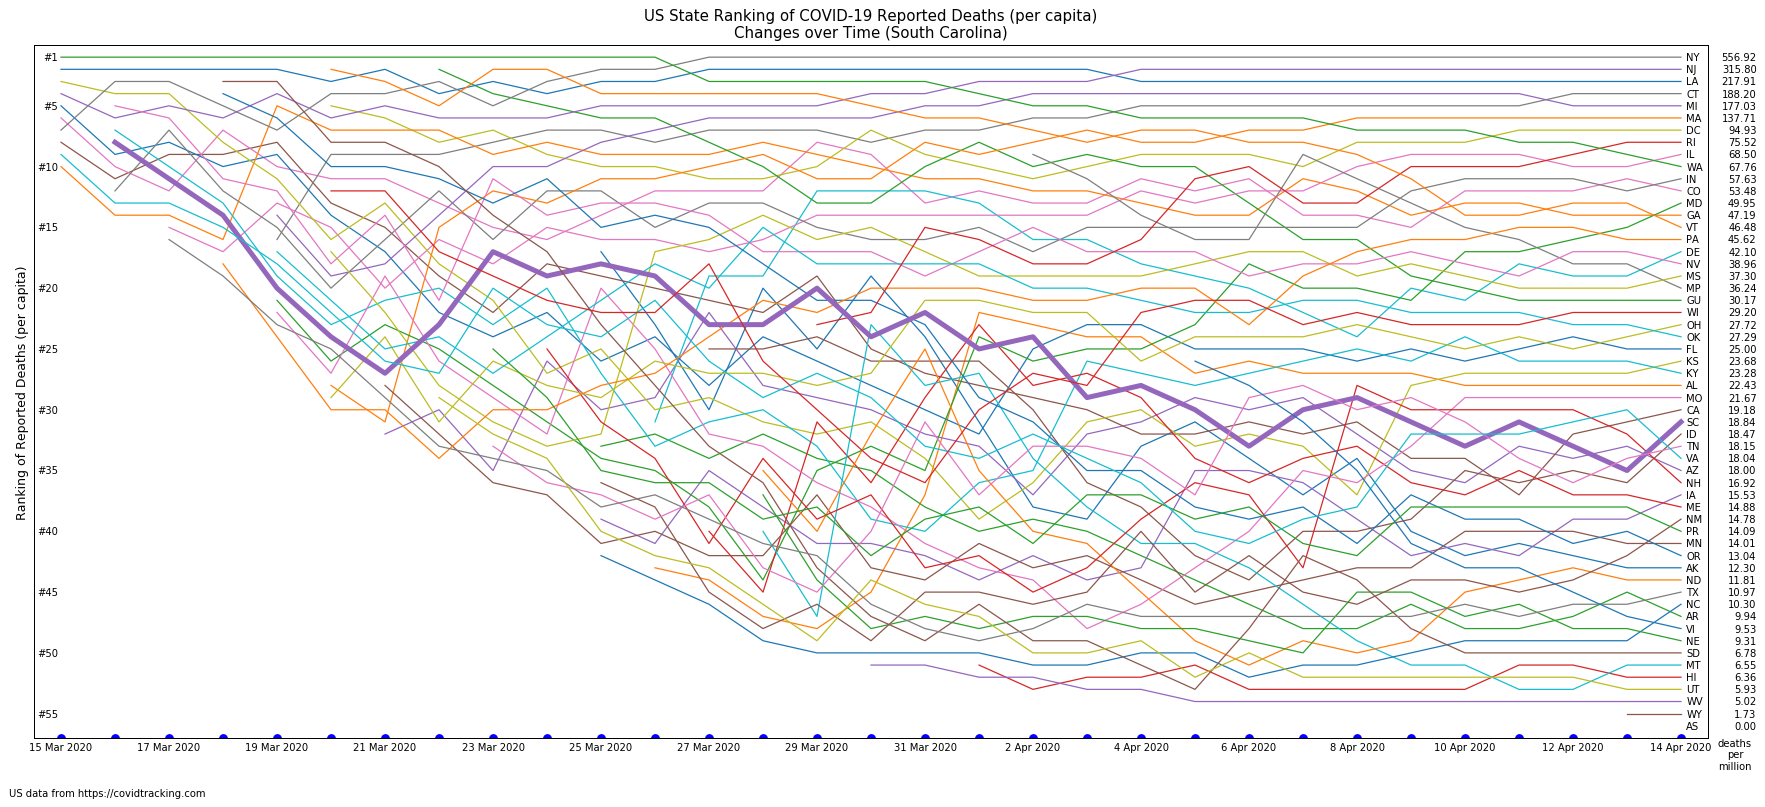 US State Ranking of COVID-19 Reported Deaths (per capita)
Changes over Time (South Carolina)
Ranking of Reported Deaths (per capita)
#1
#5
#10
#15
#20
#25
#30
#35
#40
#45
#50
#55
NY 556.92
NJ 315.80
LA 217.91
CT 188.20
MI 177.03
MA 137.71
DC 94.93
RI 75.52
IL 68.50
WA 67.76
IN 57.63
CO 53.48
MD 49.95
GA 47.19
VT 46.48
PA 45.62
DE 42.10
NV 38.96
MS 37.30
MP 36.24
GU 30.17
WI 29.20
OH 27.72
OK 27.29
FL 25.00
KS 23.68
KY 23.28
AL 22.43
MO 21.67
CA 19.18
SC 18.84
ID 18.47
TN 18.15
VA 18.04
AZ 18.00
NH 16.92
IA 15.53
ME 14.88
NM 14.78
PR 14.09
MN 14.01
OR 13.04
AK 12.30
ND 11.81
TX 10.97
NC 10.30
AR 9.94
VI 9.53
NE 9.31
SD 6.78
MT 6.55
HI 6.36
UT 5.93
WV 5.02
WY 1.73
AS 0.00
15 Mar 2020 17 Mar 2020 19 Mar 2020 21 Mar 2020 23 Mar 2020 25 Mar 2020 27 Mar 2020 29 Mar 2020 31 Mar 2020 2 Apr 2020 4 Apr 2020 6 Apr 2020 8 Apr 2020 10 Apr 2020 12 Apr 2020 14 Apr 2020
deaths
per
million
US data from https://covidtracking.com